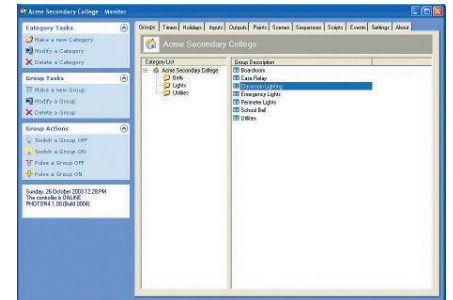 Acme Secondary College - Monitor
Category Tasks
Make a new Category
Modify a Category
Delete a Category
Group Tasks
Make a new Group
Modify a Group
Delete a Group
Group Actions
Switch a Group OFF
Switch a Group ON
Pulse a Group OFF
Pulse a Group ON
Sunday, 26 October 2003 12:28 PM
The controller is ONLINE
PHOTON 4.1.00 (Build 0004)
Groups Timers Holidays Inputs Outputs Points Scenes Sequences Scripts Events Settings About
Acme Secondary College
Category List
Acme Secondary College
Bells
Lights
Utilities
Group Description
Boardroom
Casa Relay
Classroom Lighting
Emergency Lights
Perimeter Lights
School Bell
Utilities